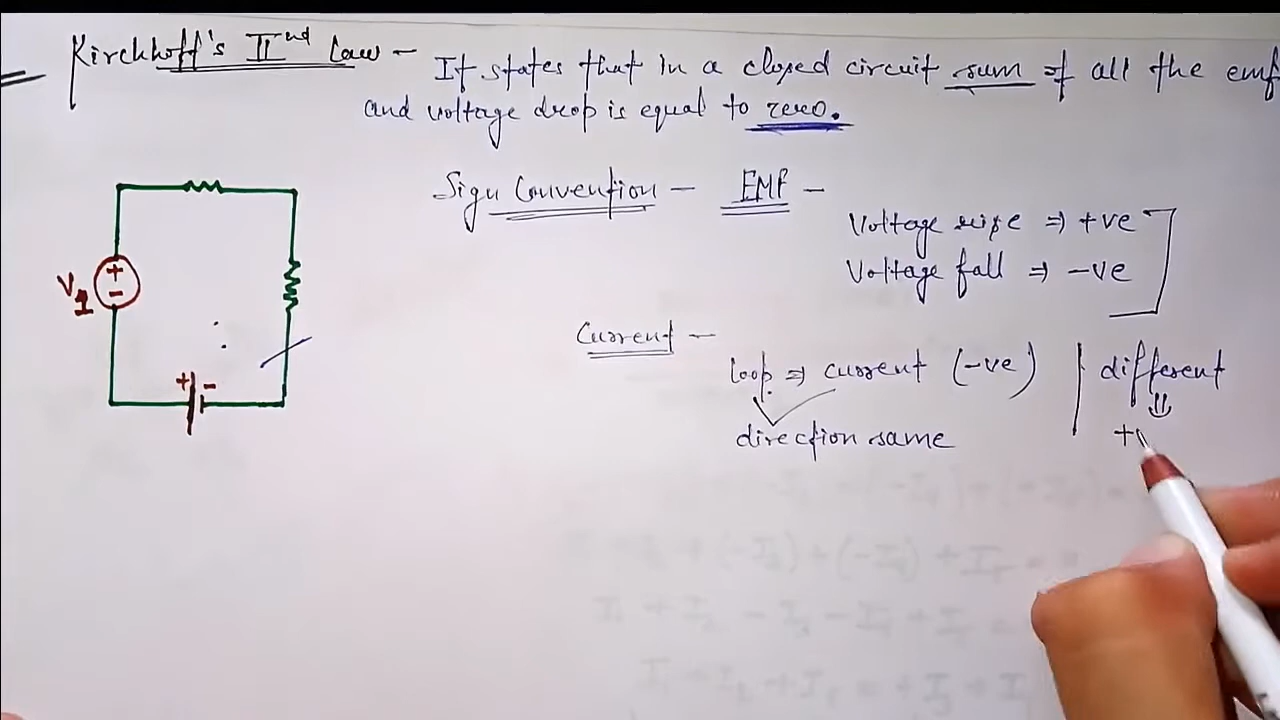 Kirchhoff's IInd Law – It states that in a closed circuit sum of all the emf
and voltage drop is equal to zero.
Sign Convention – EMF –
Voltage rise ⇒ +ve
Voltage fall ⇒ -ve
+
-
V1
+ -
Current –
loop ⇒ current (-ve) | different
direction same
+